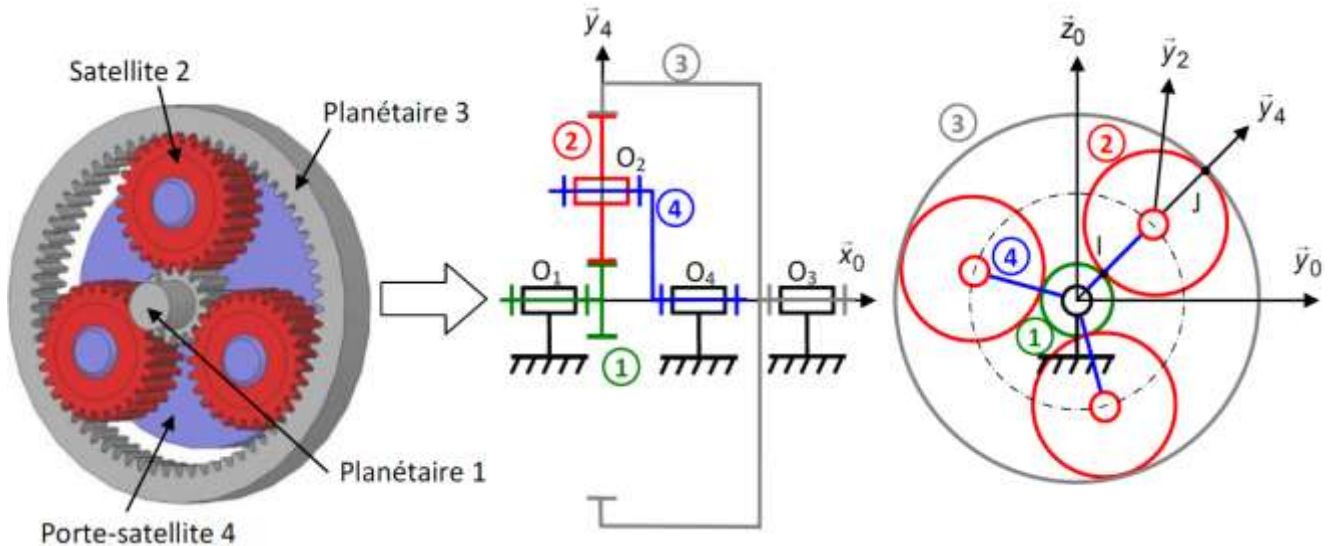 Satellite 2
Planétaire 3
Planétaire 1
Porte-satellite 4
y⃗₄
3
2
O₂
4
O₁
O₄
O₃
x⃗₀
1
z⃗₀
y⃗₂
y⃗₄
3
2
J
I
4
y⃗₀
1